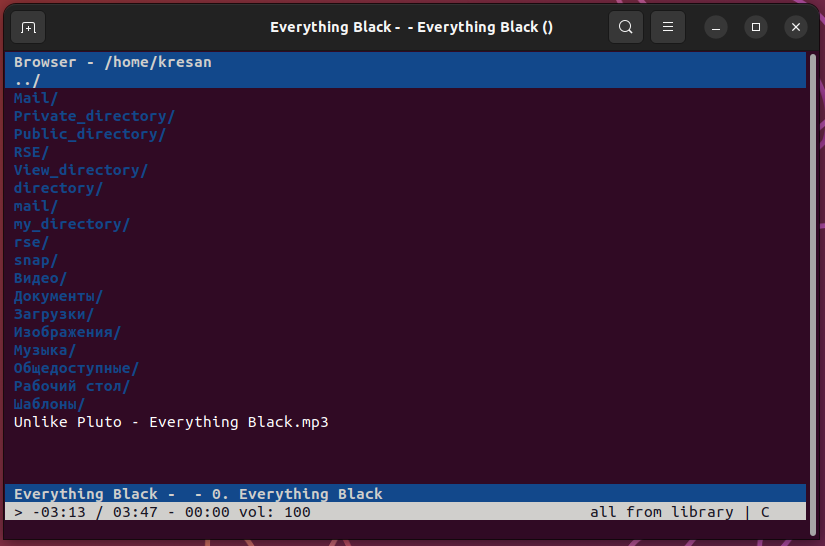 Everything Black -  - Everything Black ()
Browser - /home/kresan
../
Mail/
Private_directory/
Public_directory/
RSE/
View_directory/
directory/
mail/
my_directory/
rse/
snap/
Видео/
Документы/
Загрузки/
Изображения/
Музыка/
Общедоступные/
Рабочий стол/
Шаблоны/
Unlike Pluto - Everything Black.mp3
Everything Black -  - 0. Everything Black
> -03:13 / 03:47 - 00:00 vol: 100 all from library | C